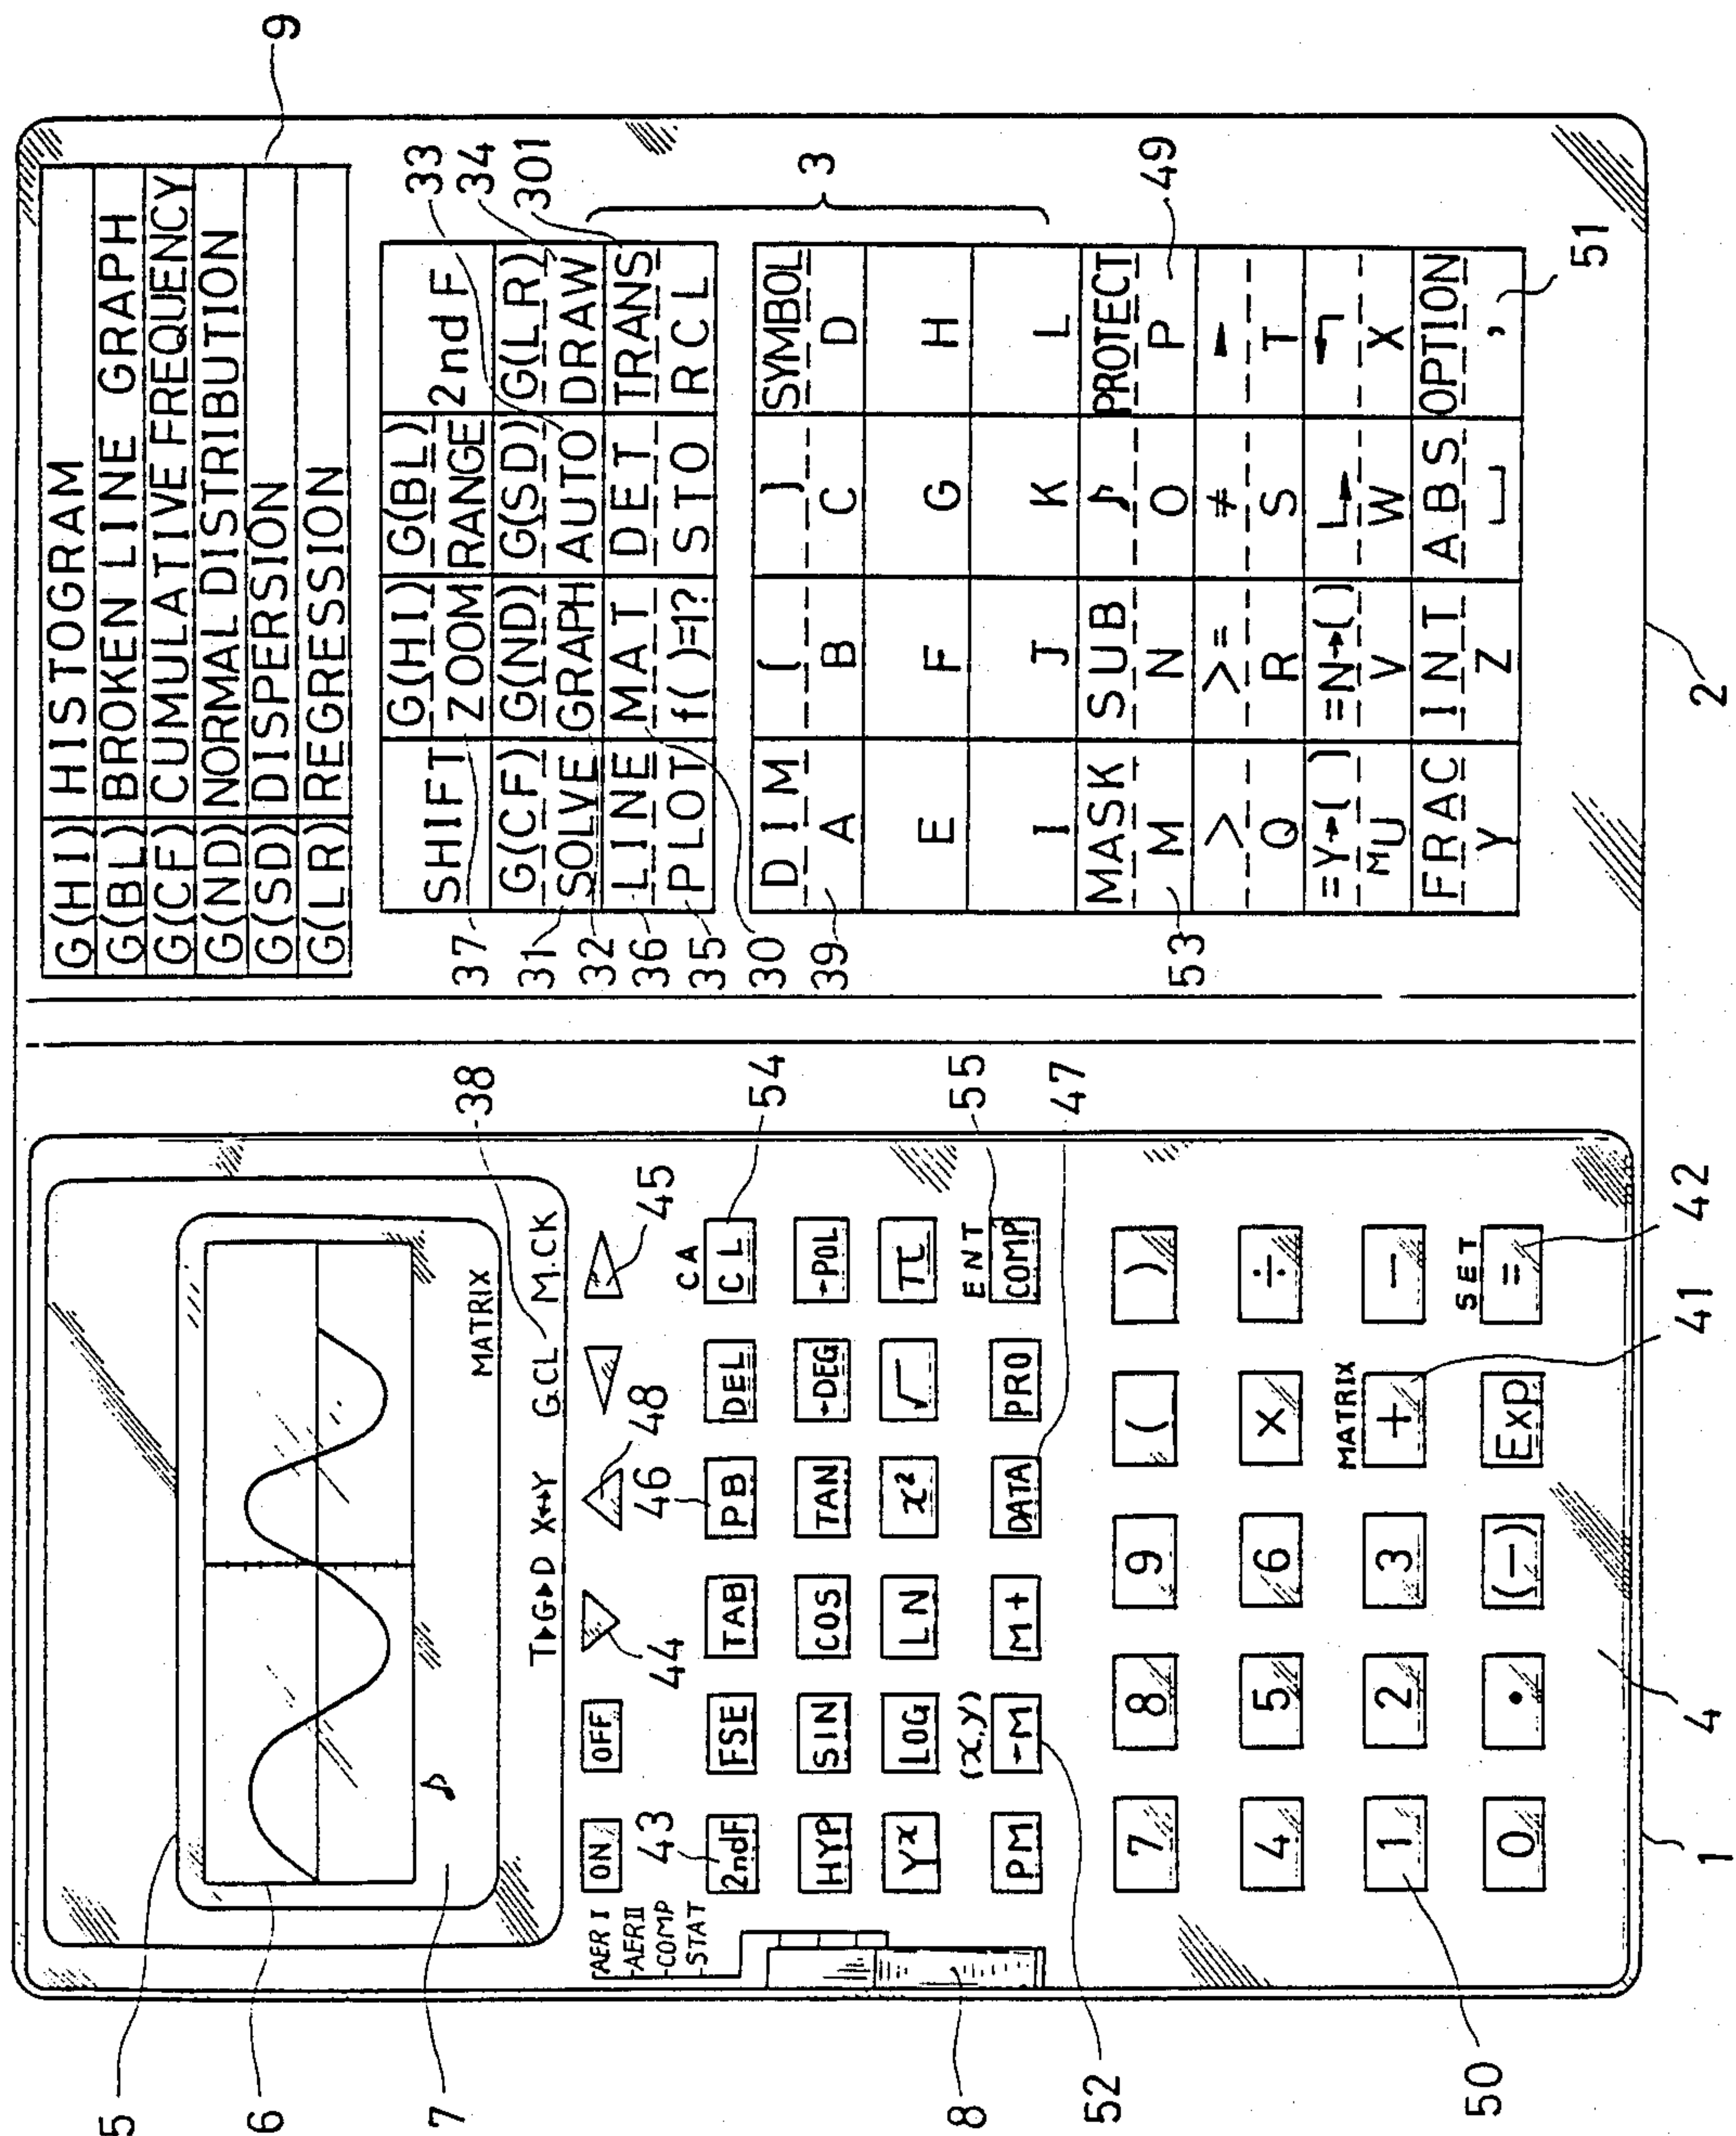 5
6
7
MATRIX
♪
T▶G▶D X↔Y G.CL M.CK
38
AER I
AER II
COMP
STAT
ON OFF
43 44 48 46 45
CA
2ndF FSE TAB PB DEL CL
54
HYP SIN COS TAN →DEG →POL
Yx LOG LN x² √ π
(x,y) ENT
55
PM →M M+ DATA PRO COMP
47
8
52
7 8 9 ( )
4 5 6 × ÷
MATRIX
1 2 3 + −
SET
0 • (−) Exp =
50
41
42
1
4
G(HI) HISTOGRAM
G(BL) BROKEN LINE GRAPH
G(CF) CUMULATIVE FREQUENCY
G(ND) NORMAL DISTRIBUTION
G(SD) DISPERSION
G(LR) REGRESSION
9
SHIFT G(HI) G(BL) 2ndF
ZOOM RANGE
G(CF) G(ND) G(SD) G(LR)
SOLVE GRAPH AUTO DRAW
LINE MAT DET TRANS
PLOT f( )=1? STO RCL
37
31
32
36
35
30
33
34
301
3
DIM [ ] SYMBOL
A B C D
E F G H
I J K L
MASK SUB ♪ PROTECT
M N O P
> >= ≠
Q R S T
=Y→[ ] =N→[ ]
MU V W X
FRAC INT ABS OPTION
Y Z ,
39
53
49
51
2